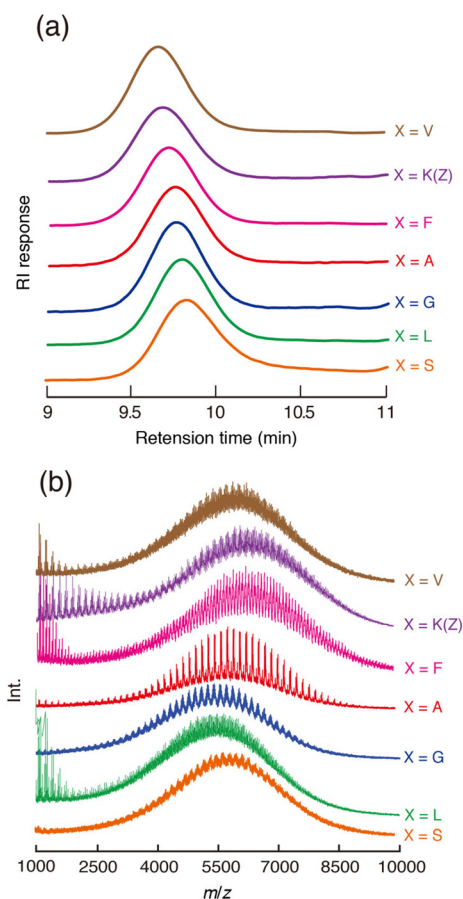 (a)
X = V
X = K(Z)
X = F
X = A
X = G
X = L
X = S
RI response
9 9.5 10 10.5 11
Retension time (min)
(b)
X = V
X = K(Z)
X = F
X = A
X = G
X = L
X = S
Int.
1000 2500 4000 5500 7000 8500 10000
m/z